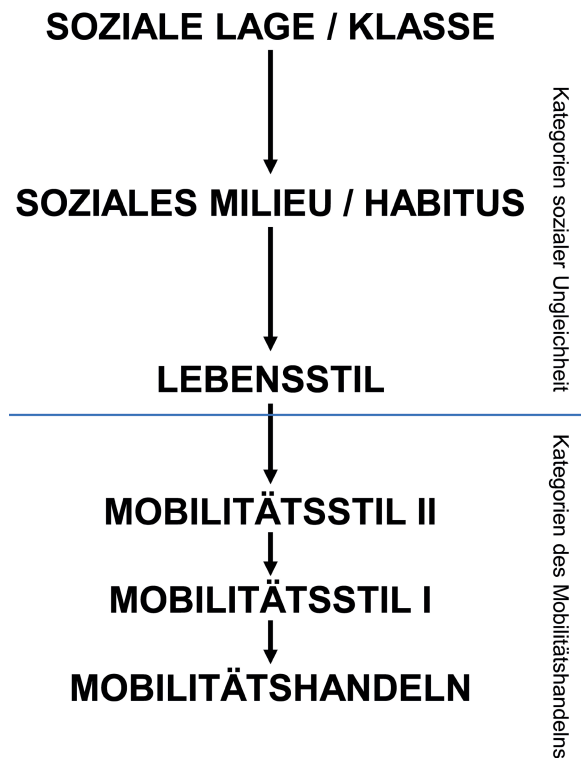 SOZIALE LAGE / KLASSE
SOZIALES MILIEU / HABITUS
LEBENSSTIL
Kategorien sozialer Ungleichheit
MOBILITÄTSSTIL II
MOBILITÄTSSTIL I
MOBILITÄTSHANDELN
Kategorien des Mobilitätshandelns